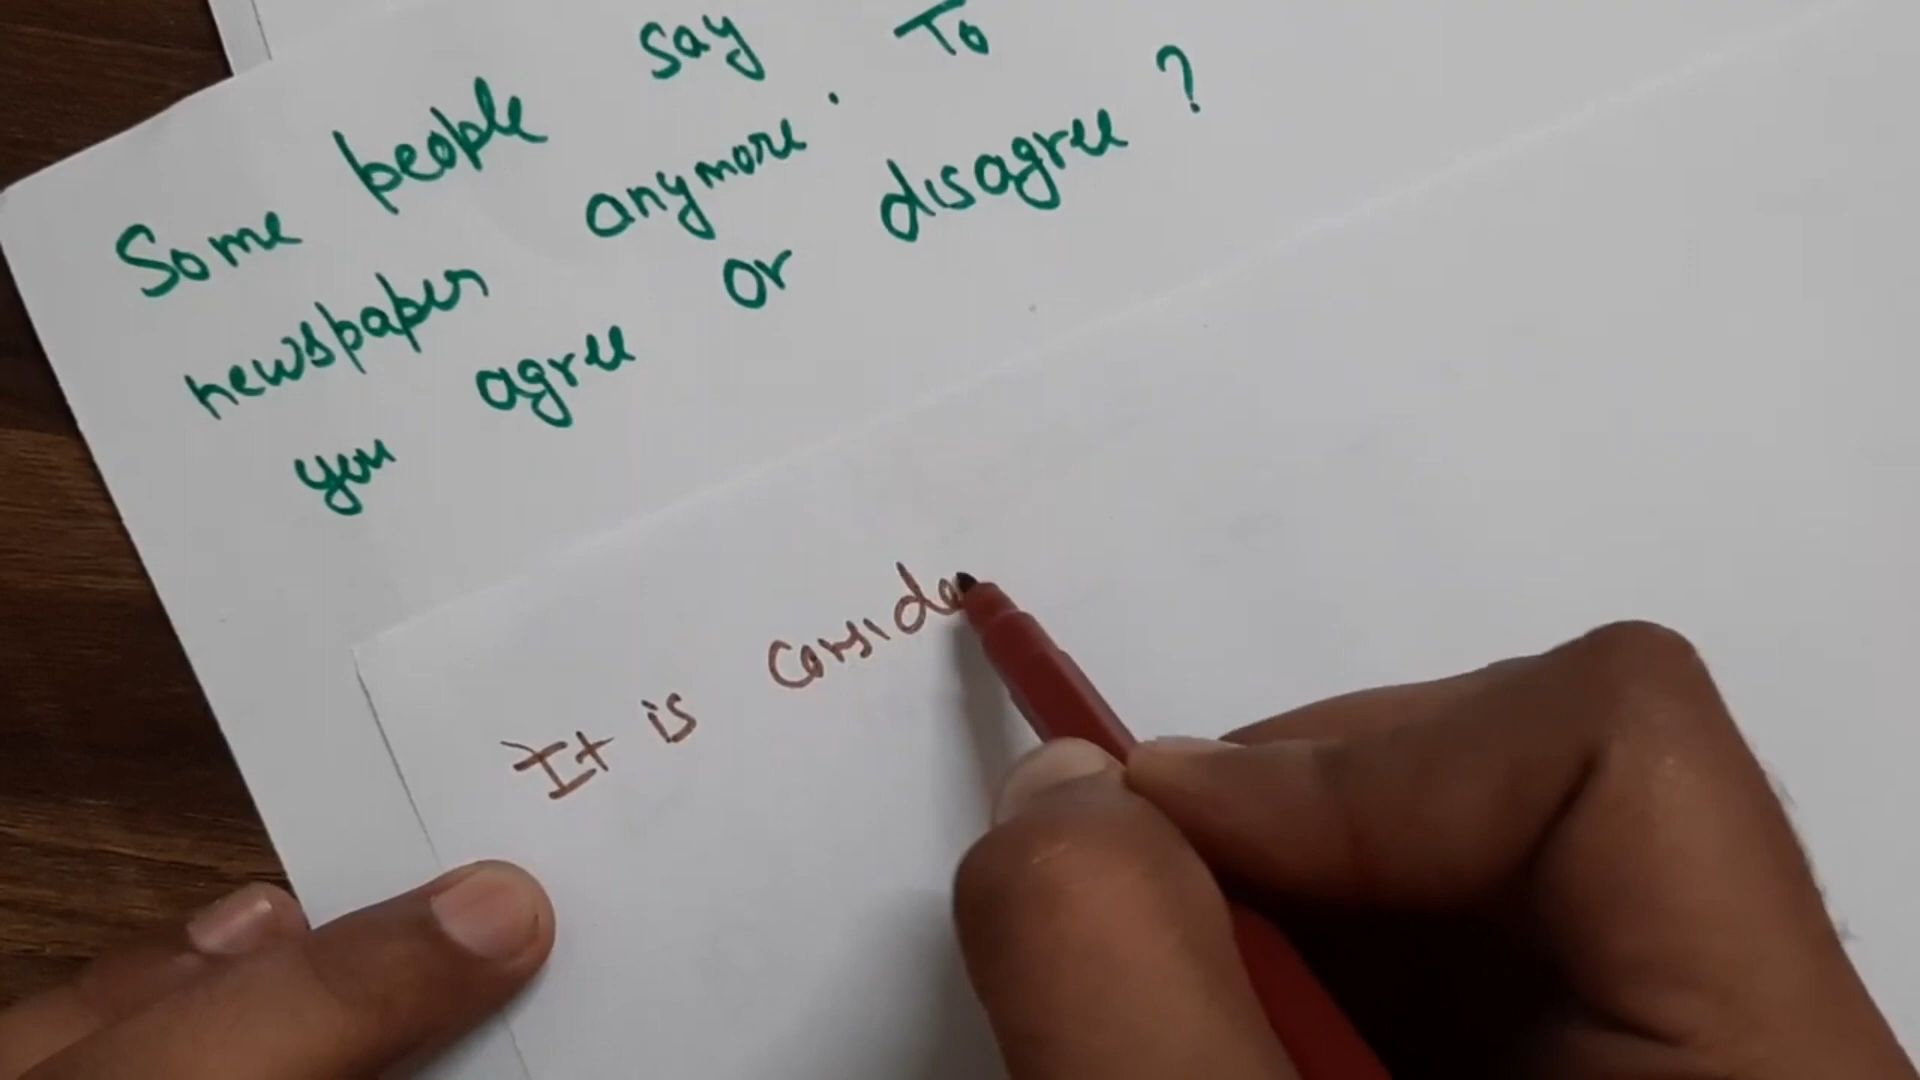 Some people say
newspaper anymore. To
you agree or disagree?
It is conside